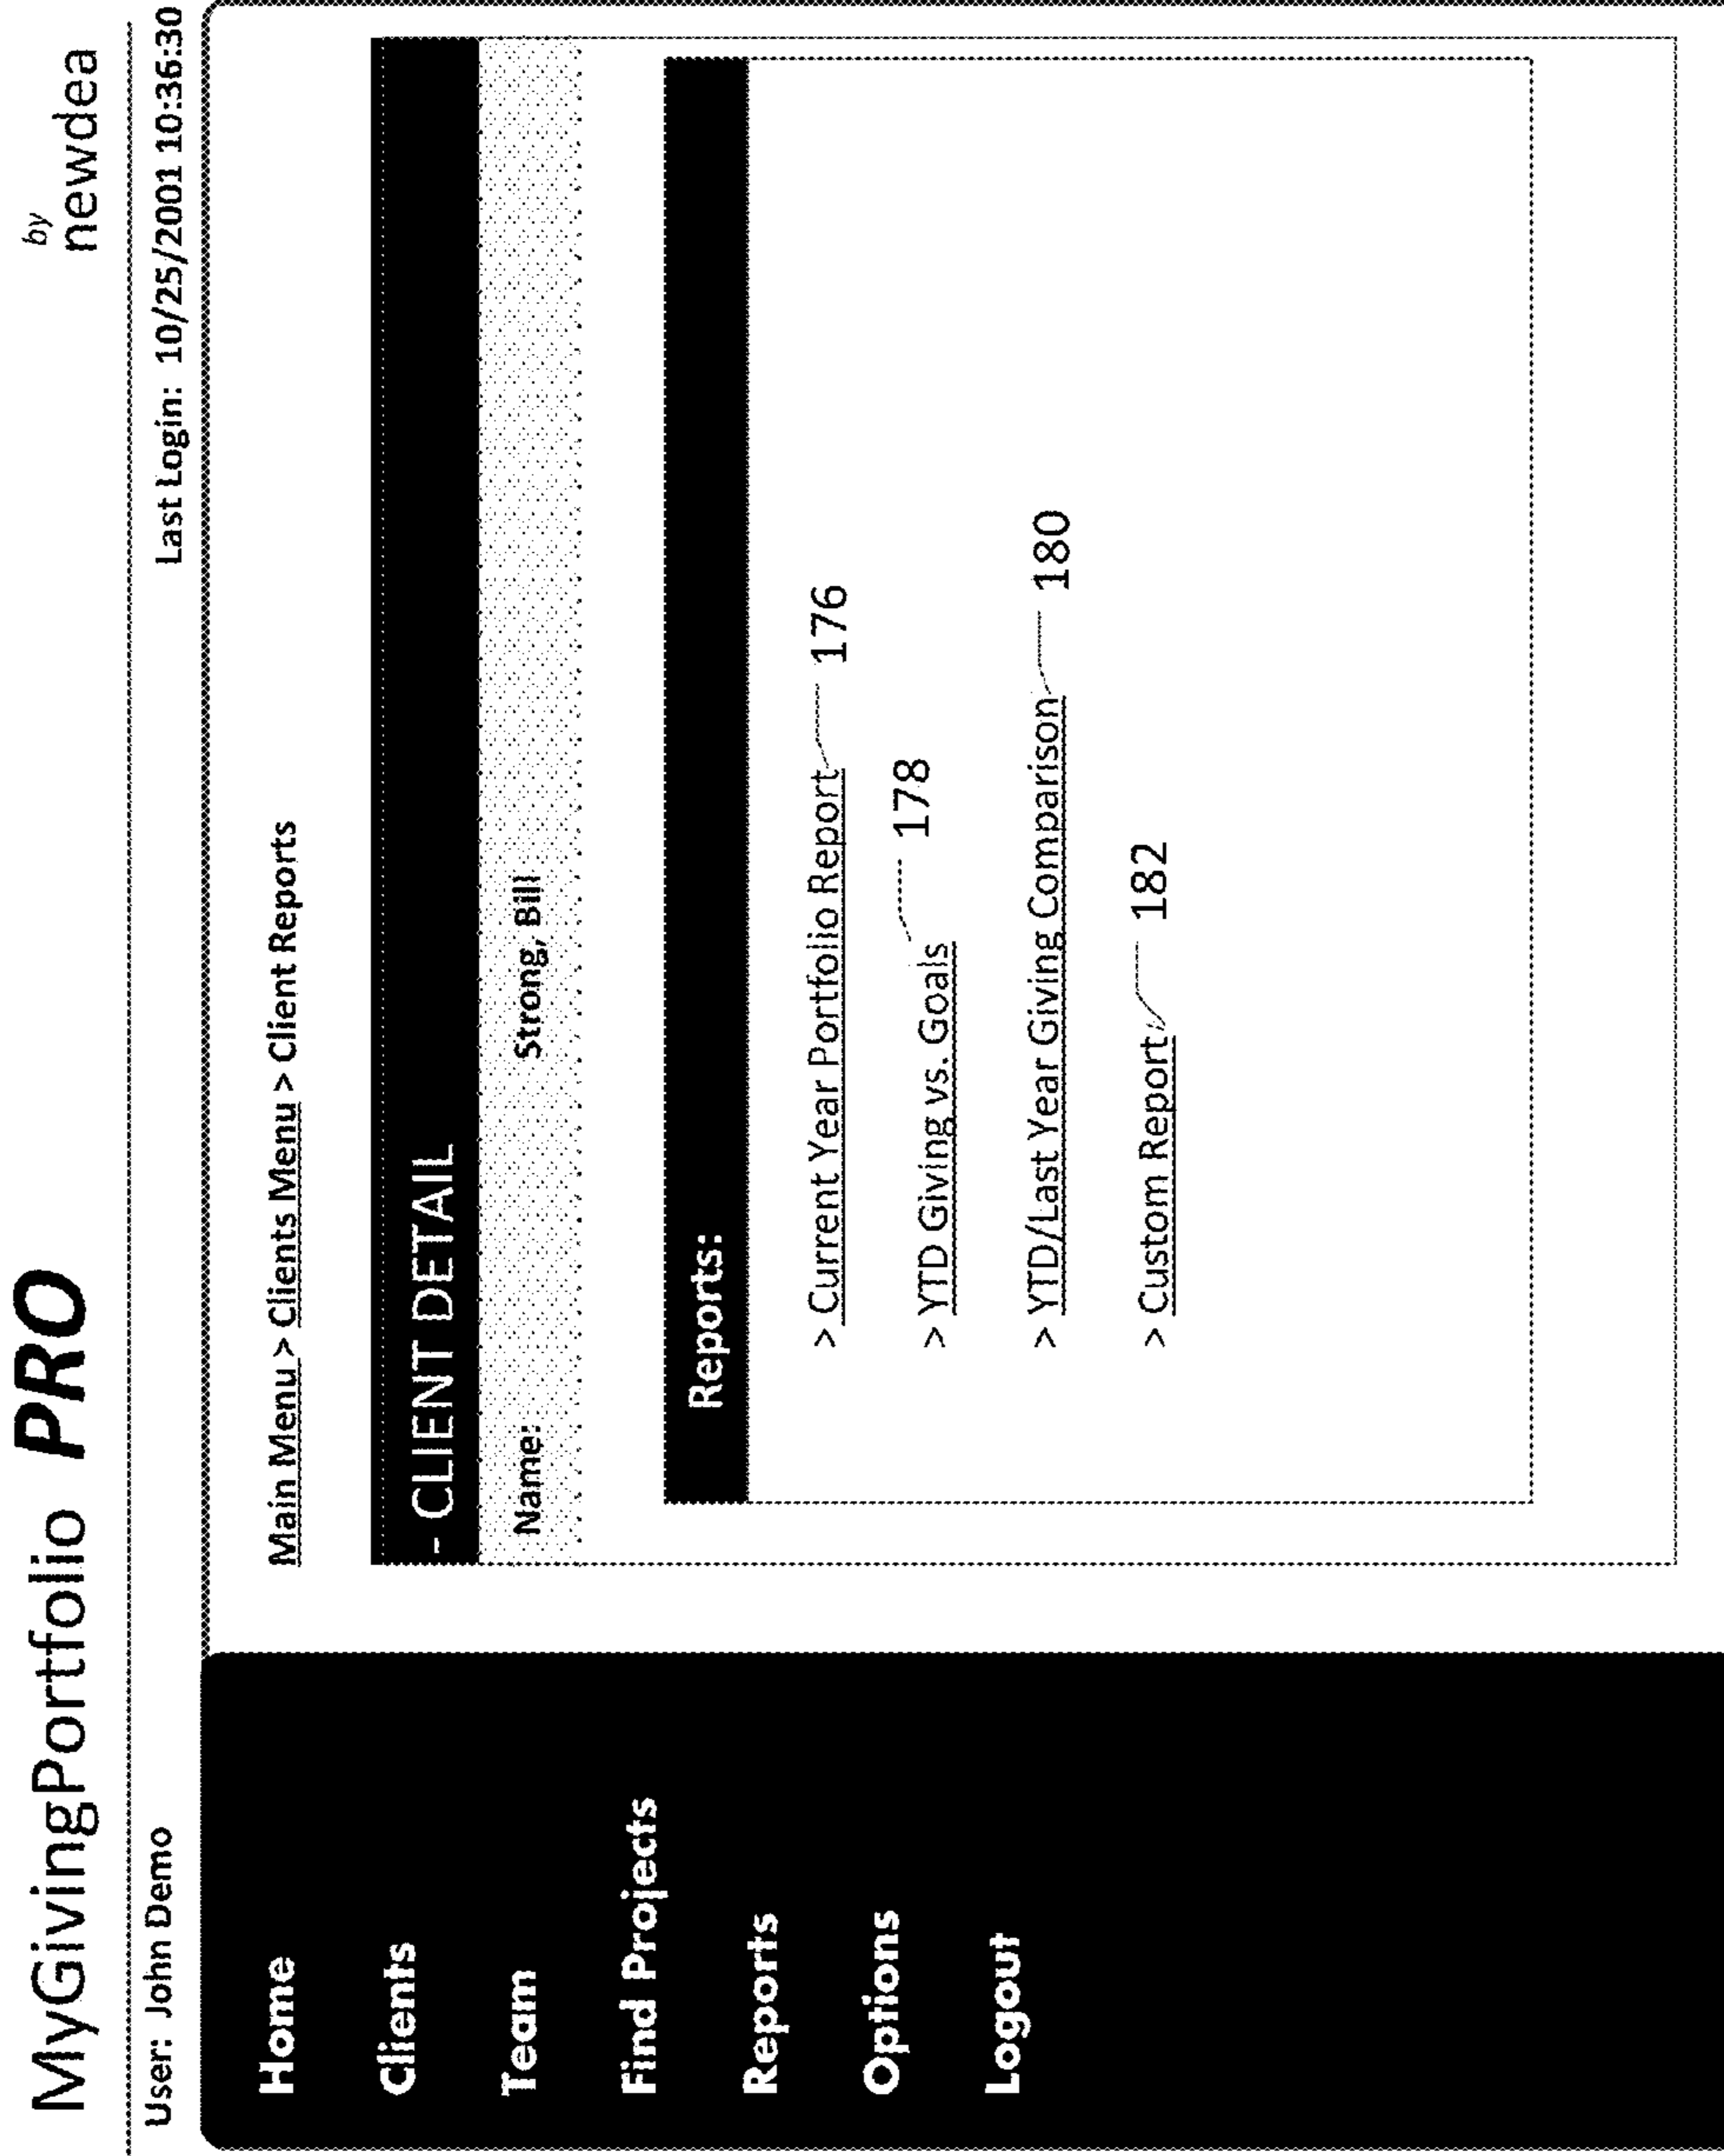 MyGivingPortfolio PRO
by
newdea
User: John Demo
Last Login: 10/25/2001 10:36:30
Home
Clients
Team
Find Projects
Reports
Options
Logout
Main Menu > Clients Menu > Client Reports
- CLIENT DETAIL
Name: Strong, Bill
Reports:
> Current Year Portfolio Report 176
> YTD Giving vs. Goals 178
> YTD/Last Year Giving Comparison 180
> Custom Report 182